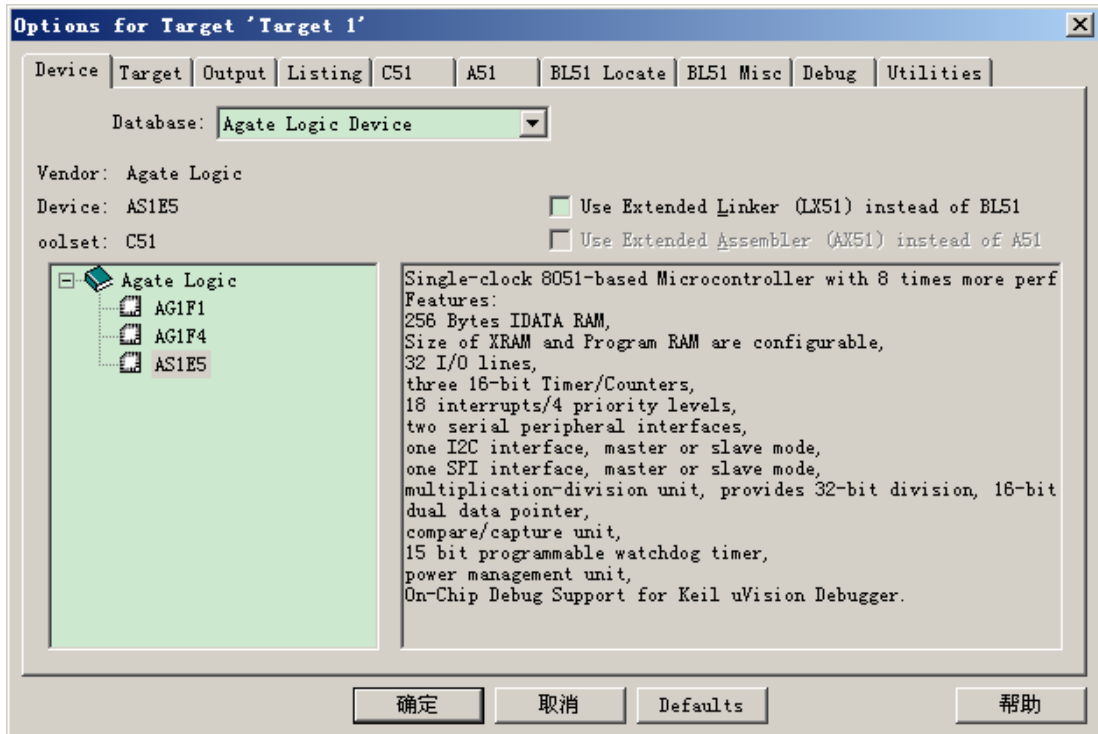 Options for Target 'Target 1'
Device Target Output Listing C51 A51 BL51 Locate BL51 Misc Debug Utilities
Database: Agate Logic Device
Vendor: Agate Logic
Device: AS1E5
Use Extended Linker (LX51) instead of BL51
oolset: C51
Use Extended Assembler (AX51) instead of A51
Agate Logic
AG1F1
AG1F4
AS1E5
Single-clock 8051-based Microcontroller with 8 times more perf
Features:
256 Bytes IDATA RAM,
Size of XRAM and Program RAM are configurable,
32 I/O lines,
three 16-bit Timer/Counters,
18 interrupts/4 priority levels,
two serial peripheral interfaces,
one I2C interface, master or slave mode,
one SPI interface, master or slave mode,
multiplication-division unit, provides 32-bit division, 16-bit
dual data pointer,
compare/capture unit,
15 bit programmable watchdog timer,
power management unit,
On-Chip Debug Support for Keil uVision Debugger.
确定 取消 Defaults 帮助